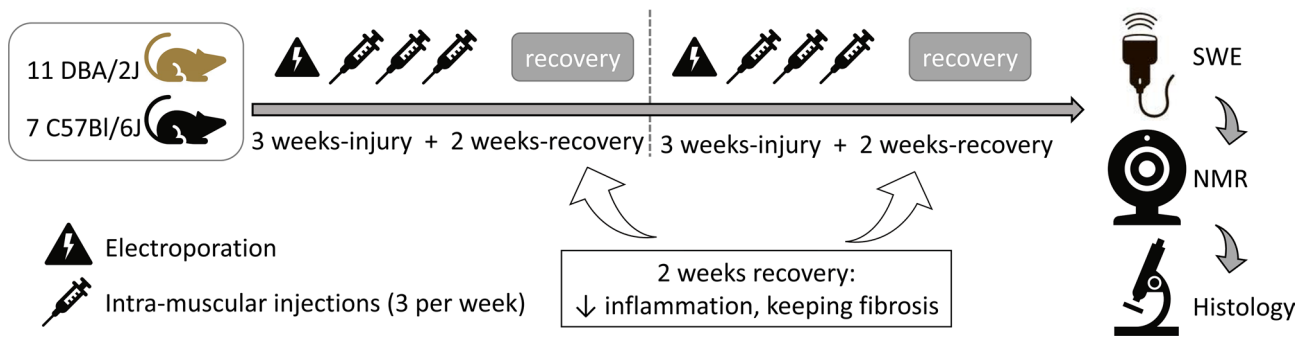 11 DBA/2J
7 C57Bl/6J
recovery
recovery
3 weeks-injury + 2 weeks-recovery
3 weeks-injury + 2 weeks-recovery
SWE
NMR
Histology
Electroporation
Intra-muscular injections (3 per week)
2 weeks recovery:
↓ inflammation, keeping fibrosis